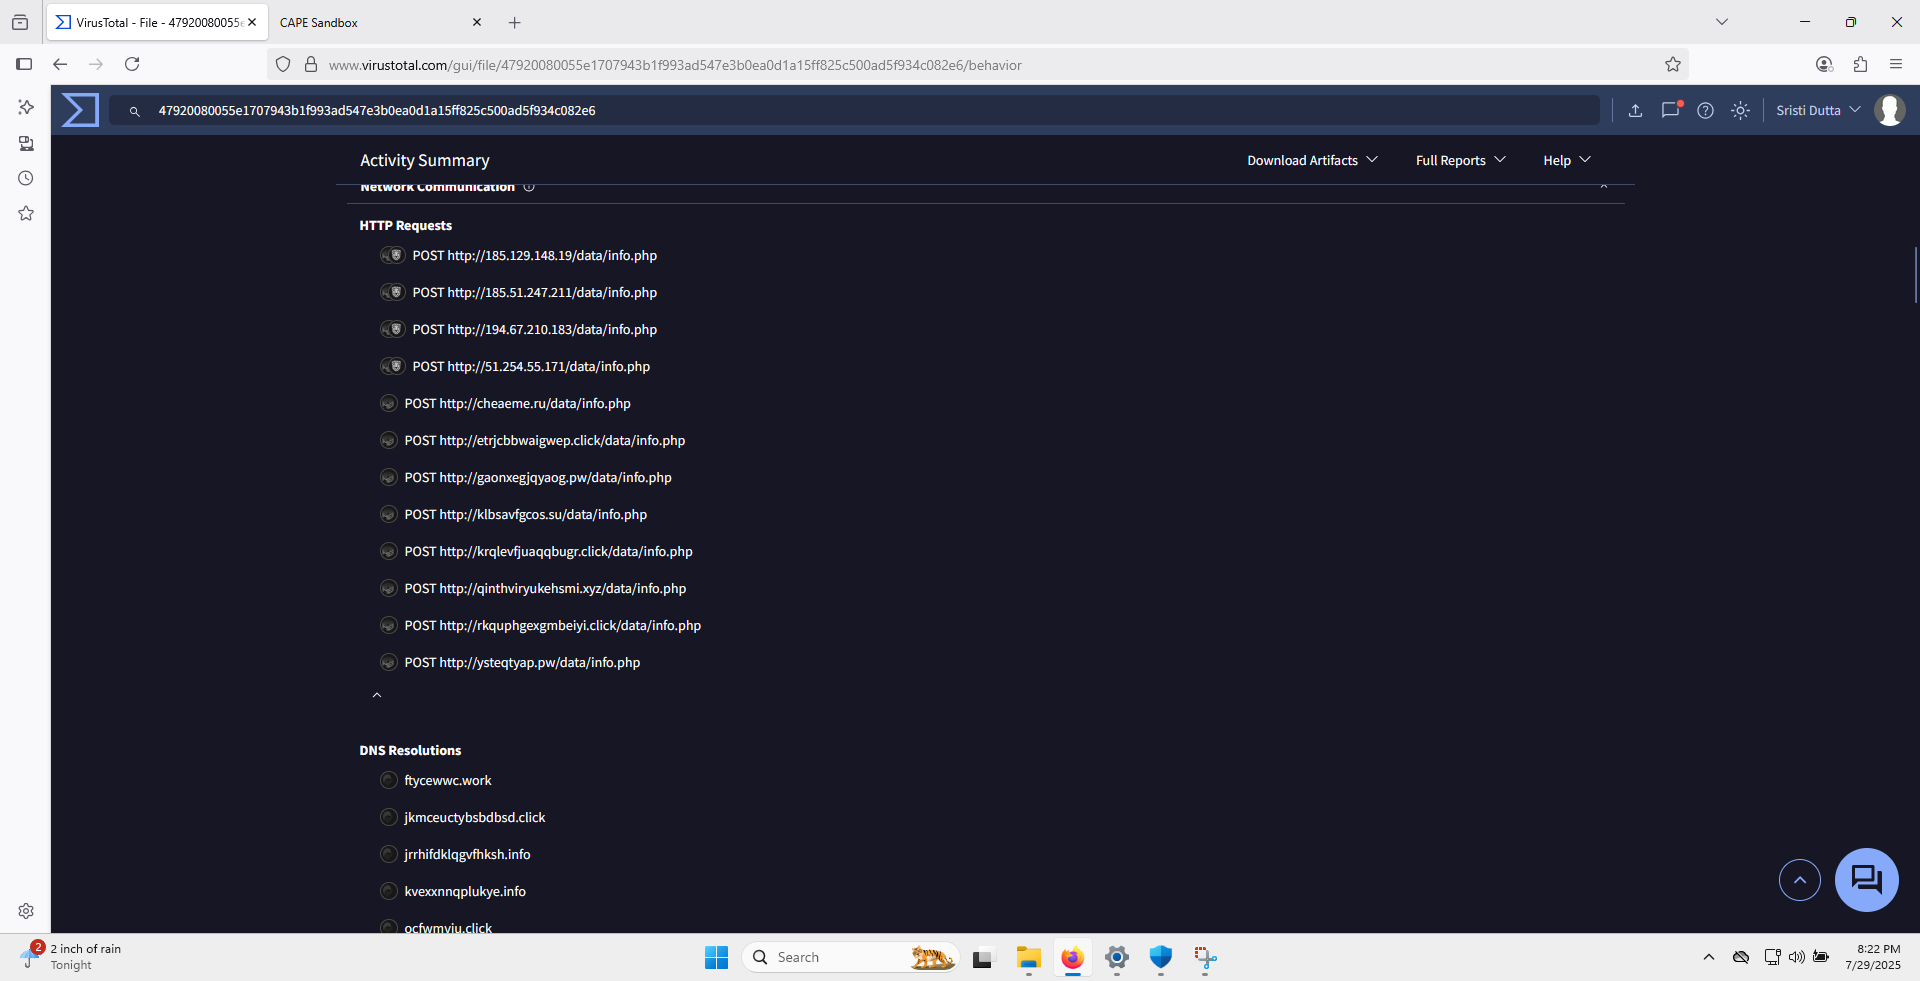 VirusTotal - File - 47920080055e
CAPE Sandbox
www.virustotal.com/gui/file/47920080055e1707943b1f993ad547e3b0ea0d1a15ff825c500ad5f934c082e6/behavior
47920080055e1707943b1f993ad547e3b0ea0d1a15ff825c500ad5f934c082e6
Sristi Dutta
Activity Summary
Download Artifacts
Full Reports
Help
Network Communication
HTTP Requests
POST http://185.129.148.19/data/info.php
POST http://185.51.247.211/data/info.php
POST http://194.67.210.183/data/info.php
POST http://51.254.55.171/data/info.php
POST http://cheaeme.ru/data/info.php
POST http://etrjcbbwaigwep.click/data/info.php
POST http://gaonxegjqyaog.pw/data/info.php
POST http://klbsavfgcos.su/data/info.php
POST http://krqlevfjuaqqbugr.click/data/info.php
POST http://qinthviryukehsmi.xyz/data/info.php
POST http://rkquphgexgmbeiyi.click/data/info.php
POST http://ysteqtyap.pw/data/info.php
DNS Resolutions
ftycewwc.work
jkmceuctybsbdbsd.click
jrrhifdklqgvfhksh.info
kvexxnnqplukye.info
ocfwmviu.click
2
2 inch of rain
Tonight
Search
8:22 PM
7/29/2025